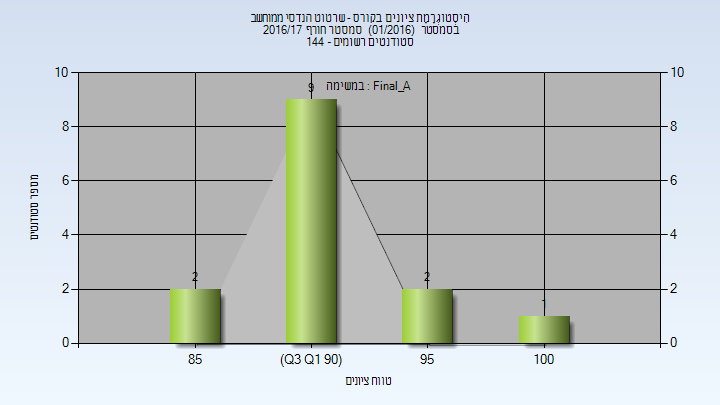 היסטוגרמת ציונים בקורס - שרטוט הנדסי ממוחשב
בסמסטר (01/2016) סמסטר חורף 2016/17
סטודנטים רשומים - 144
במשימה : Final_A
10 10
8 8
6 6
4 4
2 2
0 0
2 9 2 1
מספר סטודנטים
85 (Q3 Q1 90) 95 100
טווח ציונים